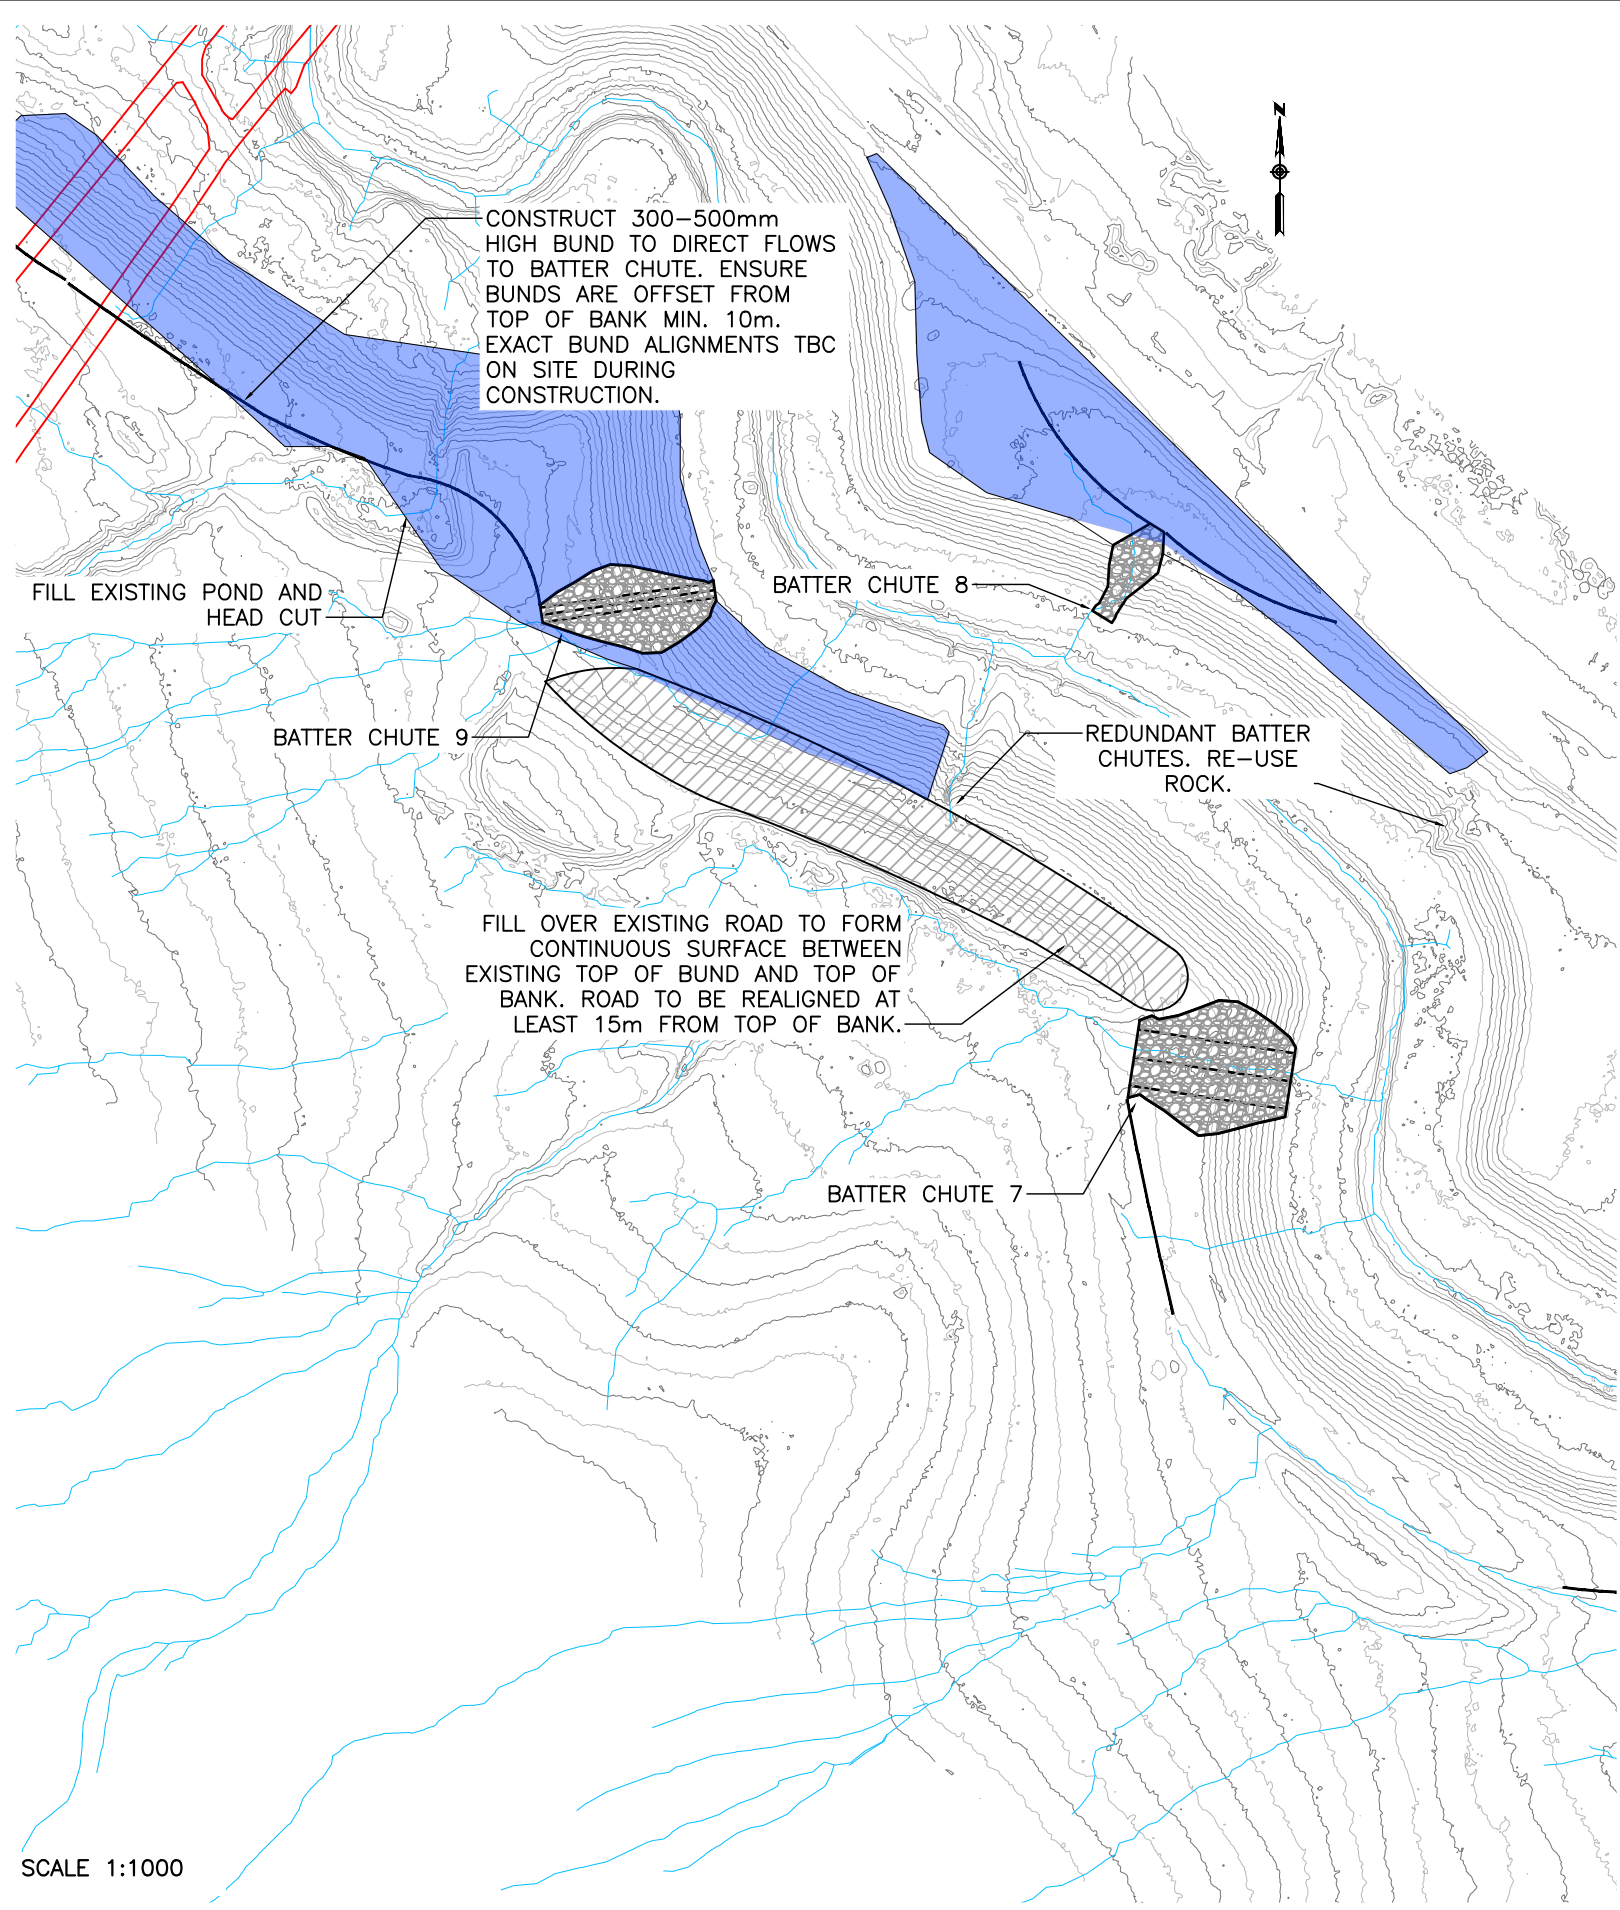 N
CONSTRUCT 300-500mm
HIGH BUND TO DIRECT FLOWS
TO BATTER CHUTE. ENSURE
BUNDS ARE OFFSET FROM
TOP OF BANK MIN. 10m.
EXACT BUND ALIGNMENTS TBC
ON SITE DURING
CONSTRUCTION.
FILL EXISTING POND AND
HEAD CUT
BATTER CHUTE 8
BATTER CHUTE 9
REDUNDANT BATTER
CHUTES. RE-USE
ROCK.
FILL OVER EXISTING ROAD TO FORM
CONTINUOUS SURFACE BETWEEN
EXISTING TOP OF BUND AND TOP OF
BANK. ROAD TO BE REALIGNED AT
LEAST 15m FROM TOP OF BANK.
BATTER CHUTE 7
SCALE 1:1000